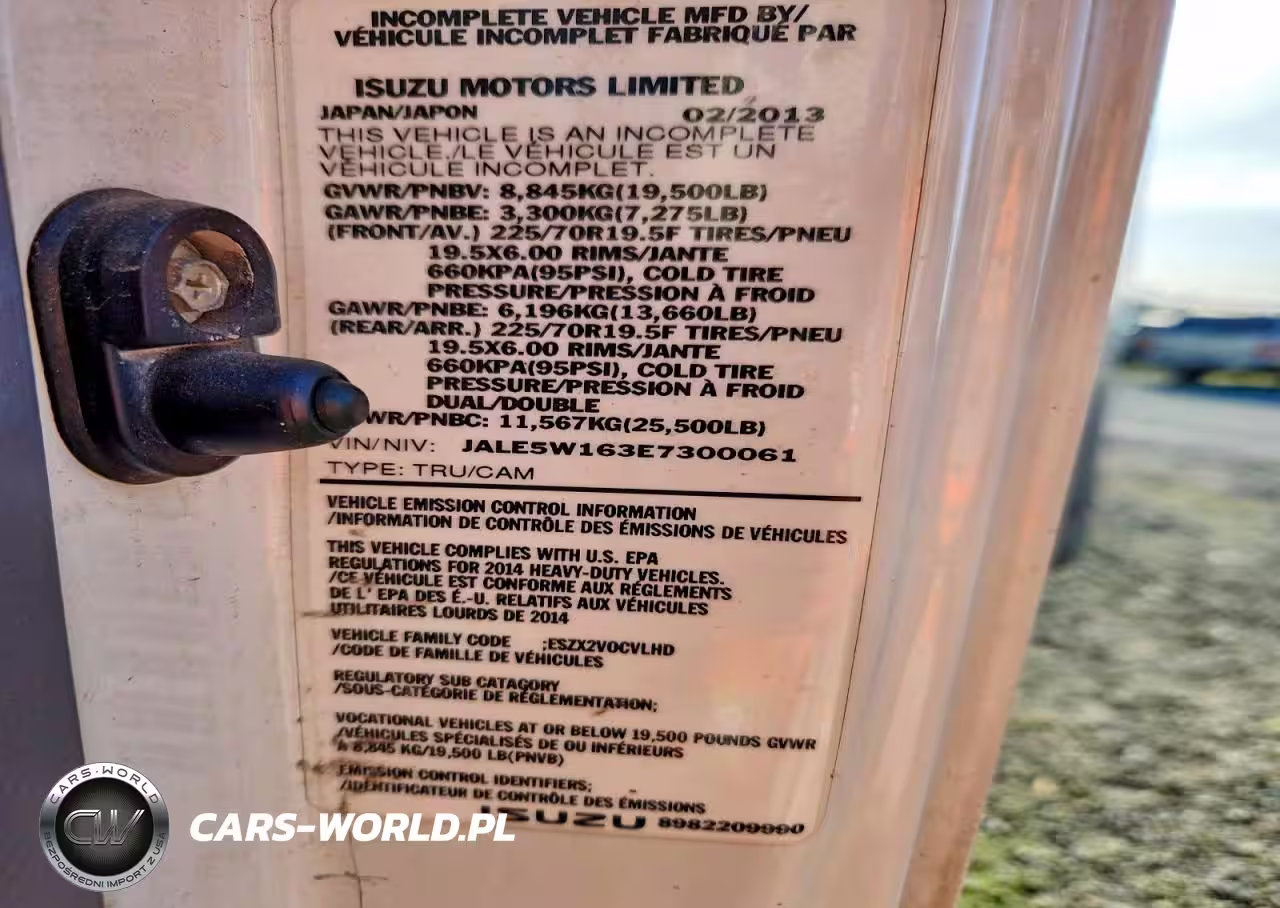 INCOMPLETE VEHICLE MFD BY/
VÉHICULE INCOMPLET FABRIQUÉ PAR
ISUZU MOTORS LIMITED
JAPAN/JAPON 02/2013
THIS VEHICLE IS AN INCOMPLETE
VEHICLE./LE VÉHICULE EST UN
VÉHICULE INCOMPLET.
GVWR/PNBV: 8,845KG(19,500LB)
GAWR/PNBE: 3,300KG(7,275LB)
(FRONT/AV.) 225/70R19.5F TIRES/PNEU
19.5X6.00 RIMS/JANTE
660KPA(95PSI), COLD TIRE
PRESSURE/PRESSION À FROID
GAWR/PNBE: 6,196KG(13,660LB)
(REAR/ARR.) 225/70R19.5F TIRES/PNEU
19.5X6.00 RIMS/JANTE
660KPA(95PSI), COLD TIRE
PRESSURE/PRESSION À FROID
DUAL/DOUBLE
WR/PNBC: 11,567KG(25,500LB)
VIN/NIV: JALE5W163E7300061
TYPE: TRU/CAM
VEHICLE EMISSION CONTROL INFORMATION
/INFORMATION DE CONTRÔLE DES ÉMISSIONS DE VÉHICULES
THIS VEHICLE COMPLIES WITH U.S. EPA
REGULATIONS FOR 2014 HEAVY-DUTY VEHICLES.
/CE VÉHICULE EST CONFORME AUX RÉGLEMENTS
DE L' EPA DES É.-U. RELATIFS AUX VÉHICULES
UTILITAIRES LOURDS DE 2014
VEHICLE FAMILY CODE ;ESZX2VOCVLHD
/CODE DE FAMILLE DE VÉHICULES
REGULATORY SUB CATAGORY
/SOUS-CATÉGORIE DE RÉGLEMENTATION;
VOCATIONAL VEHICLES AT OR BELOW 19,500 POUNDS GVWR
/VÉHICULES SPÉCIALISÉS DE OU INFÉRIEURS
À 8,845 KG/19,500 LB(PNVB)
EMISSION CONTROL IDENTIFIERS;
/IDENTIFICATEUR DE CONTRÔLE DES ÉMISSIONS
ISUZU 8982209990
CARS-WORLD
CW
BEZPOŚREDNI IMPORT Z USA
CARS-WORLD.PL